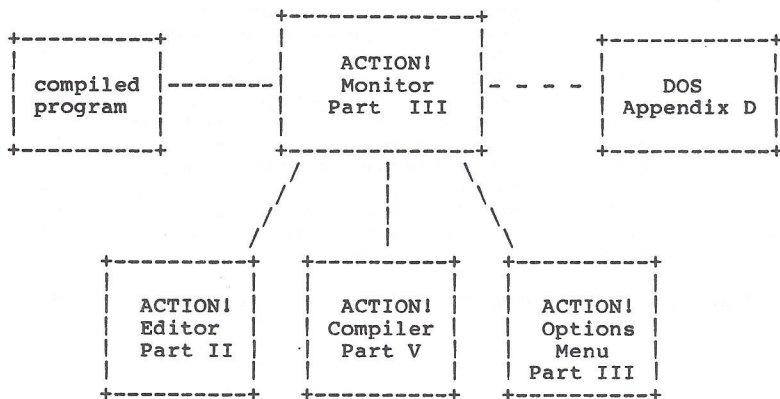 ACTION!
Monitor
Part III
compiled
program
DOS
Appendix D
ACTION!
Editor
Part II
ACTION!
Compiler
Part V
ACTION!
Options
Menu
Part III